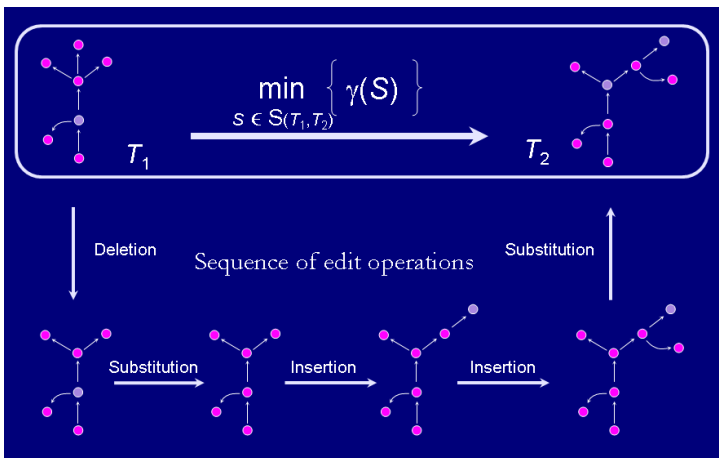 min { γ(S) }
S ∈ S(T1,T2)
T1
T2
Deletion
Sequence of edit operations
Substitution
Substitution
Insertion
Insertion